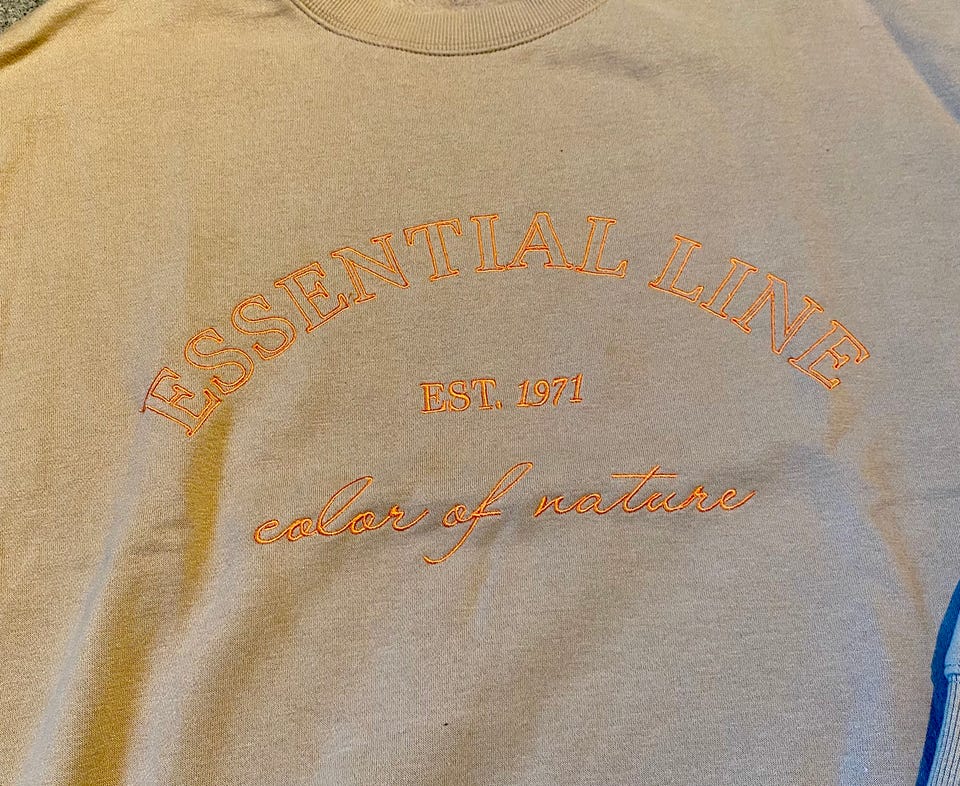 ESSENTIAL LINE
EST. 1971
color of nature